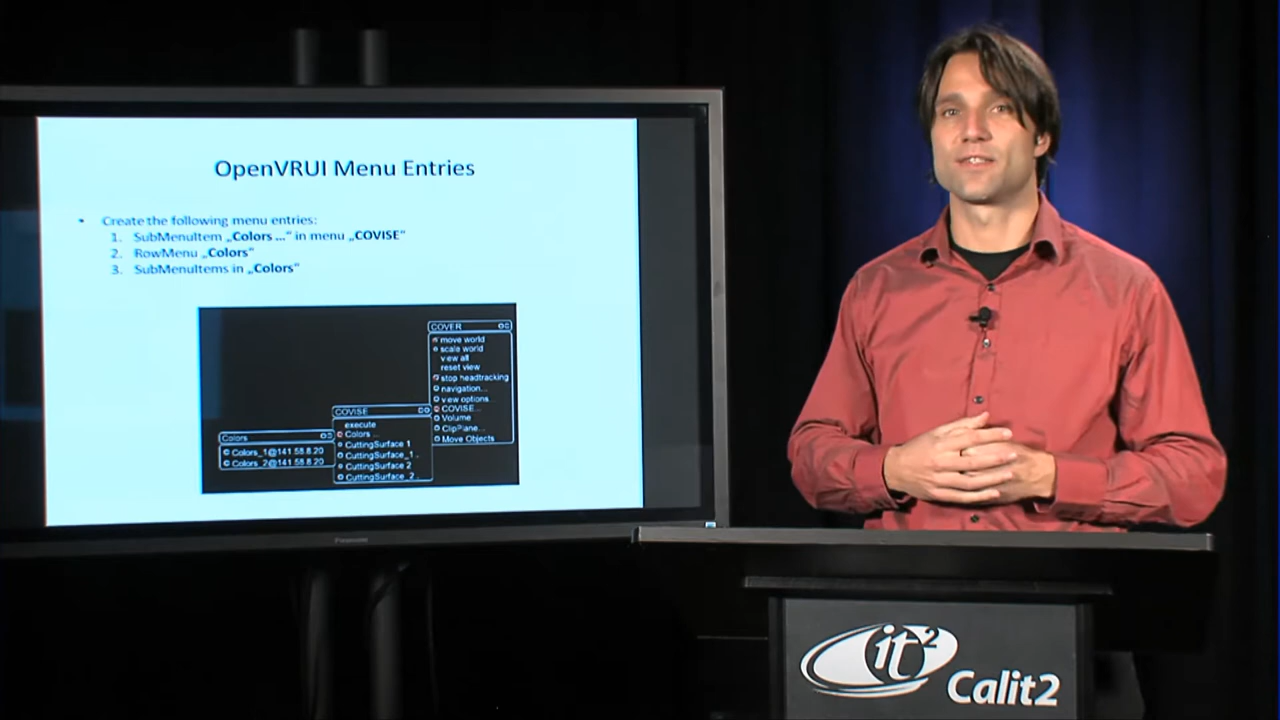 OpenVRUI Menu Entries
• Create the following menu entries:
1. SubMenuItem „Colors ...“ in menu „COVISE“
2. RowMenu „Colors“
3. SubMenuItems in „Colors“
COVER
move world
scale world
view all
reset view
stop headtracking
navigation...
view options...
COVISE...
Volume
ClipPlane...
Move Objects
COVISE
execute
Colors...
CuttingSurface 1
CuttingSurface_1...
CuttingSurface 2
CuttingSurface_2...
Colors
Colors_1@141.58.8.20
Colors_2@141.58.8.20
Panasonic
it2
Calit2